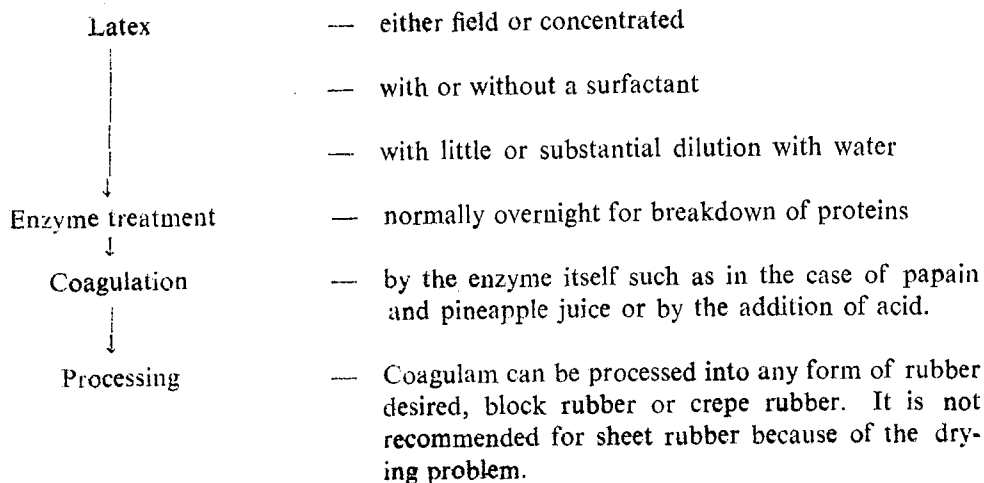 Latex — either field or concentrated
— with or without a surfactant
— with little or substantial dilution with water
Enzyme treatment — normally overnight for breakdown of proteins
Coagulation — by the enzyme itself such as in the case of papain
and pineapple juice or by the addition of acid.
Processing — Coagulam can be processed into any form of rubber
desired, block rubber or crepe rubber. It is not
recommended for sheet rubber because of the dry-
ing problem.